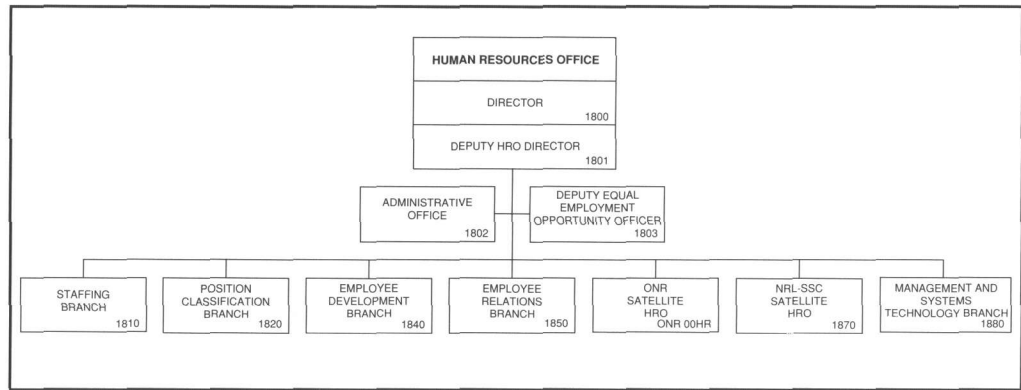 HUMAN RESOURCES OFFICE
DIRECTOR
1800
DEPUTY HRO DIRECTOR
1801
ADMINISTRATIVE
OFFICE
1802
DEPUTY EQUAL
EMPLOYMENT
OPPORTUNITY OFFICER
1803
STAFFING
BRANCH
1810
POSITION
CLASSIFICATION
BRANCH
1820
EMPLOYEE
DEVELOPMENT
BRANCH
1840
EMPLOYEE
RELATIONS
BRANCH
1850
ONR
SATELLITE
HRO
ONR 00HR
NRL-SSC
SATELLITE
HRO
1870
MANAGEMENT AND
SYSTEMS
TECHNOLOGY BRANCH
1880